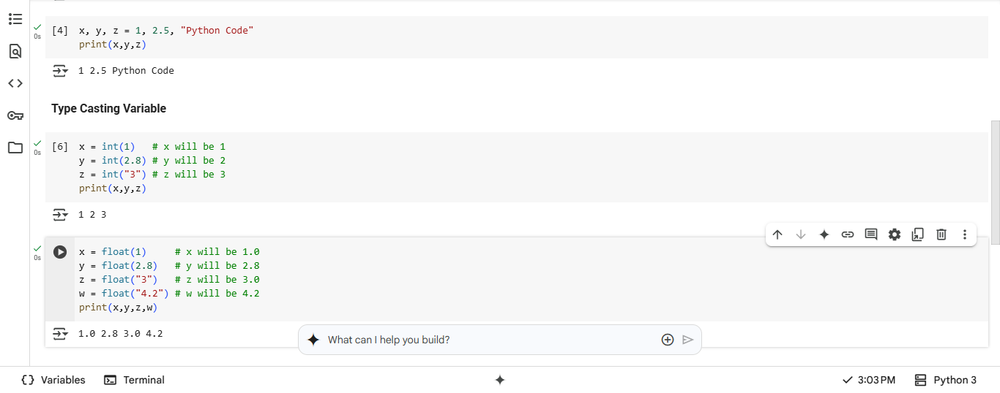 [4] x, y, z = 1, 2.5, "Python Code"
0s
print(x,y,z)
1 2.5 Python Code
Type Casting Variable
[6] x = int(1)   # x will be 1
0s
y = int(2.8) # y will be 2
z = int("3") # z will be 3
print(x,y,z)
1 2 3
x = float(1)     # x will be 1.0
0s
y = float(2.8)   # y will be 2.8
z = float("3")   # z will be 3.0
w = float("4.2") # w will be 4.2
print(x,y,z,w)
1.0 2.8 3.0 4.2
What can I help you build?
Variables Terminal 3:03 PM Python 3